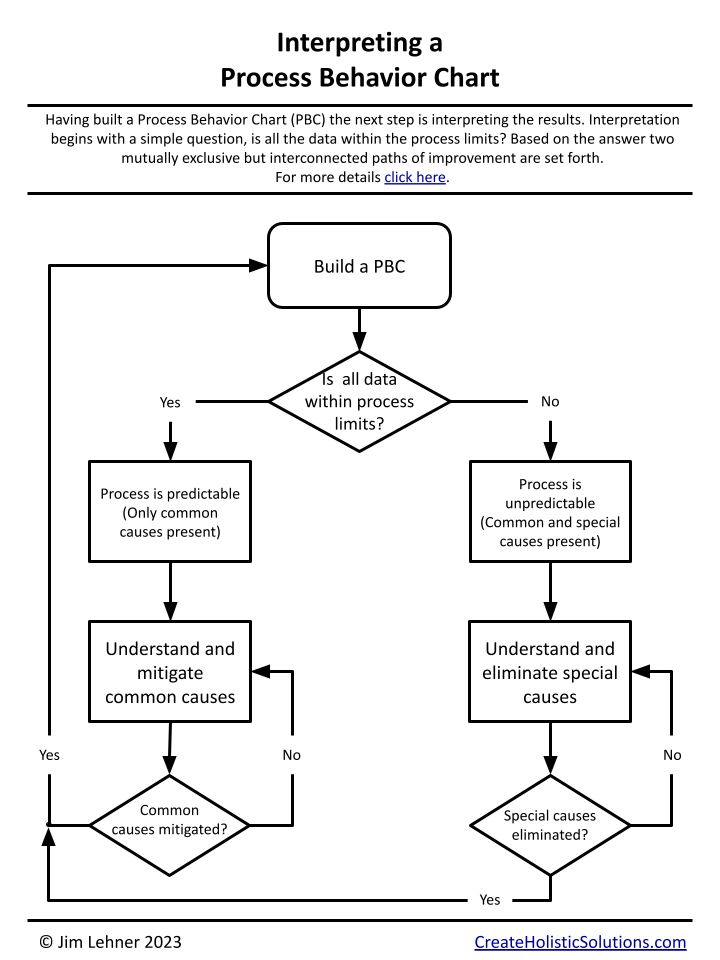 Interpreting a
Process Behavior Chart
Having built a Process Behavior Chart (PBC) the next step is interpreting the results. Interpretation
begins with a simple question, is all the data within the process limits? Based on the answer two
mutually exclusive but interconnected paths of improvement are set forth.
For more details click here.
Build a PBC
Is all data
within process
limits?
Yes
No
Process is predictable
(Only common
causes present)
Process is
unpredictable
(Common and special
causes present)
Understand and
mitigate
common causes
Understand and
eliminate special
causes
Yes
No
No
Common
causes mitigated?
Special causes
eliminated?
Yes
© Jim Lehner 2023
CreateHolisticSolutions.com